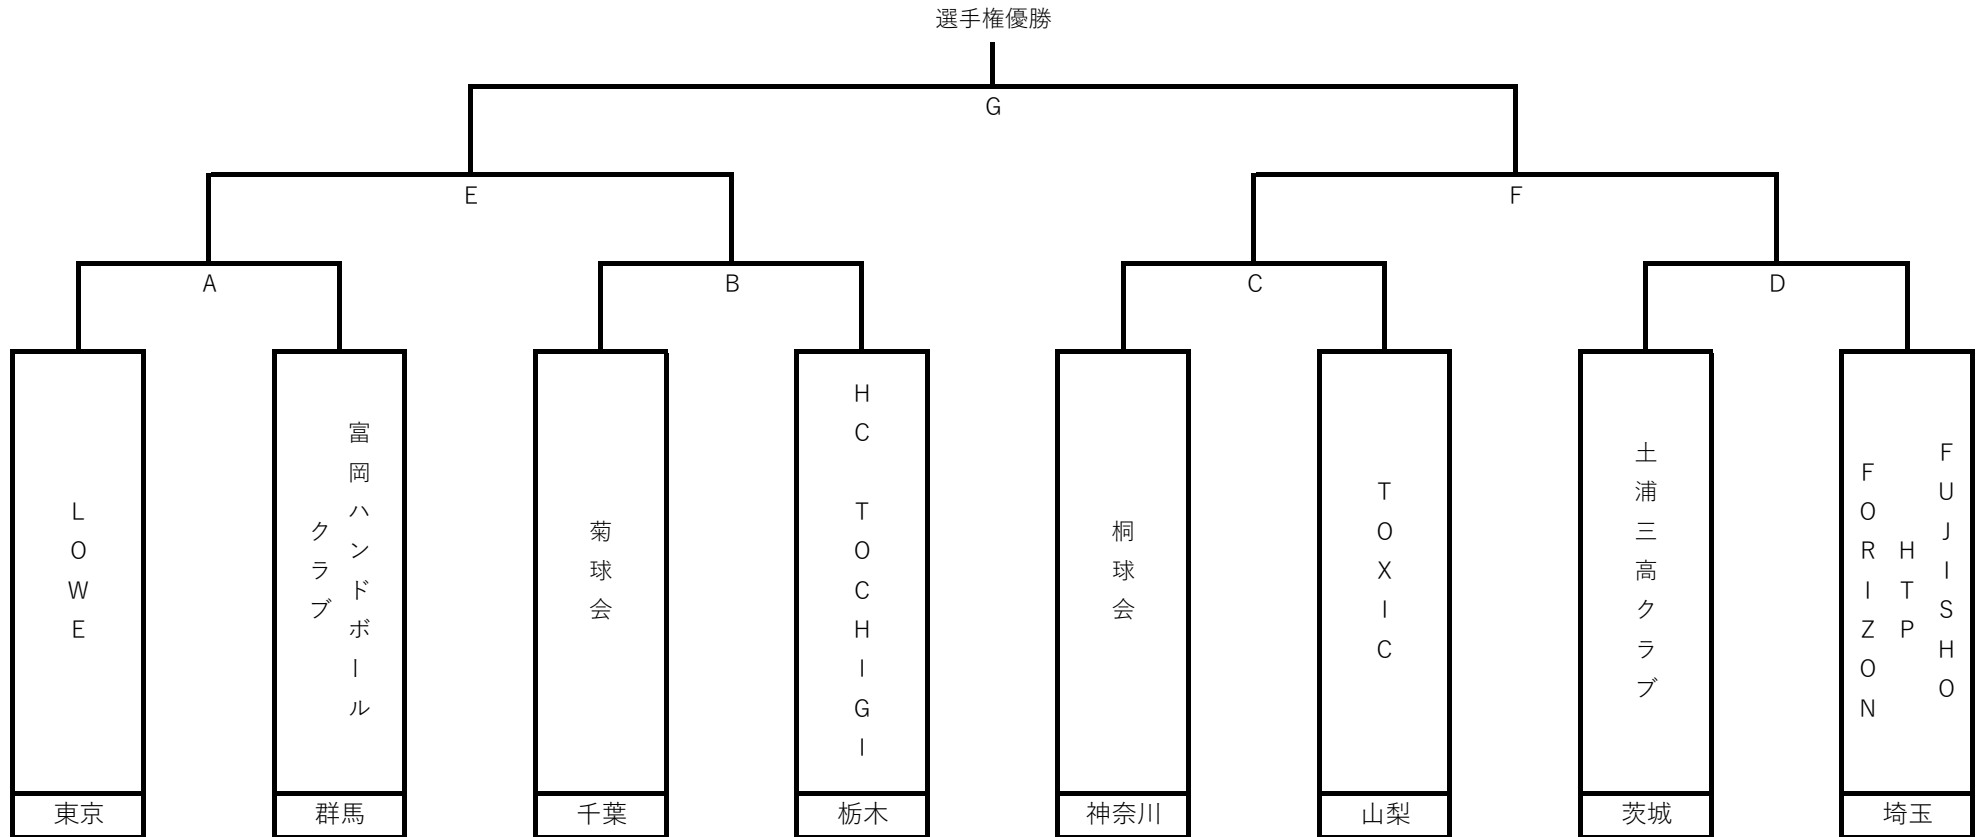 選手権優勝
G
E
F
A
B
C
D
LOWE
富岡ハンドボール
クラブ
菊球会
HC TOCHIGI
桐球会
TOXIC
土浦三高クラブ
FUJISHO
HTP
FORIZON
東京
群馬
千葉
栃木
神奈川
山梨
茨城
埼玉